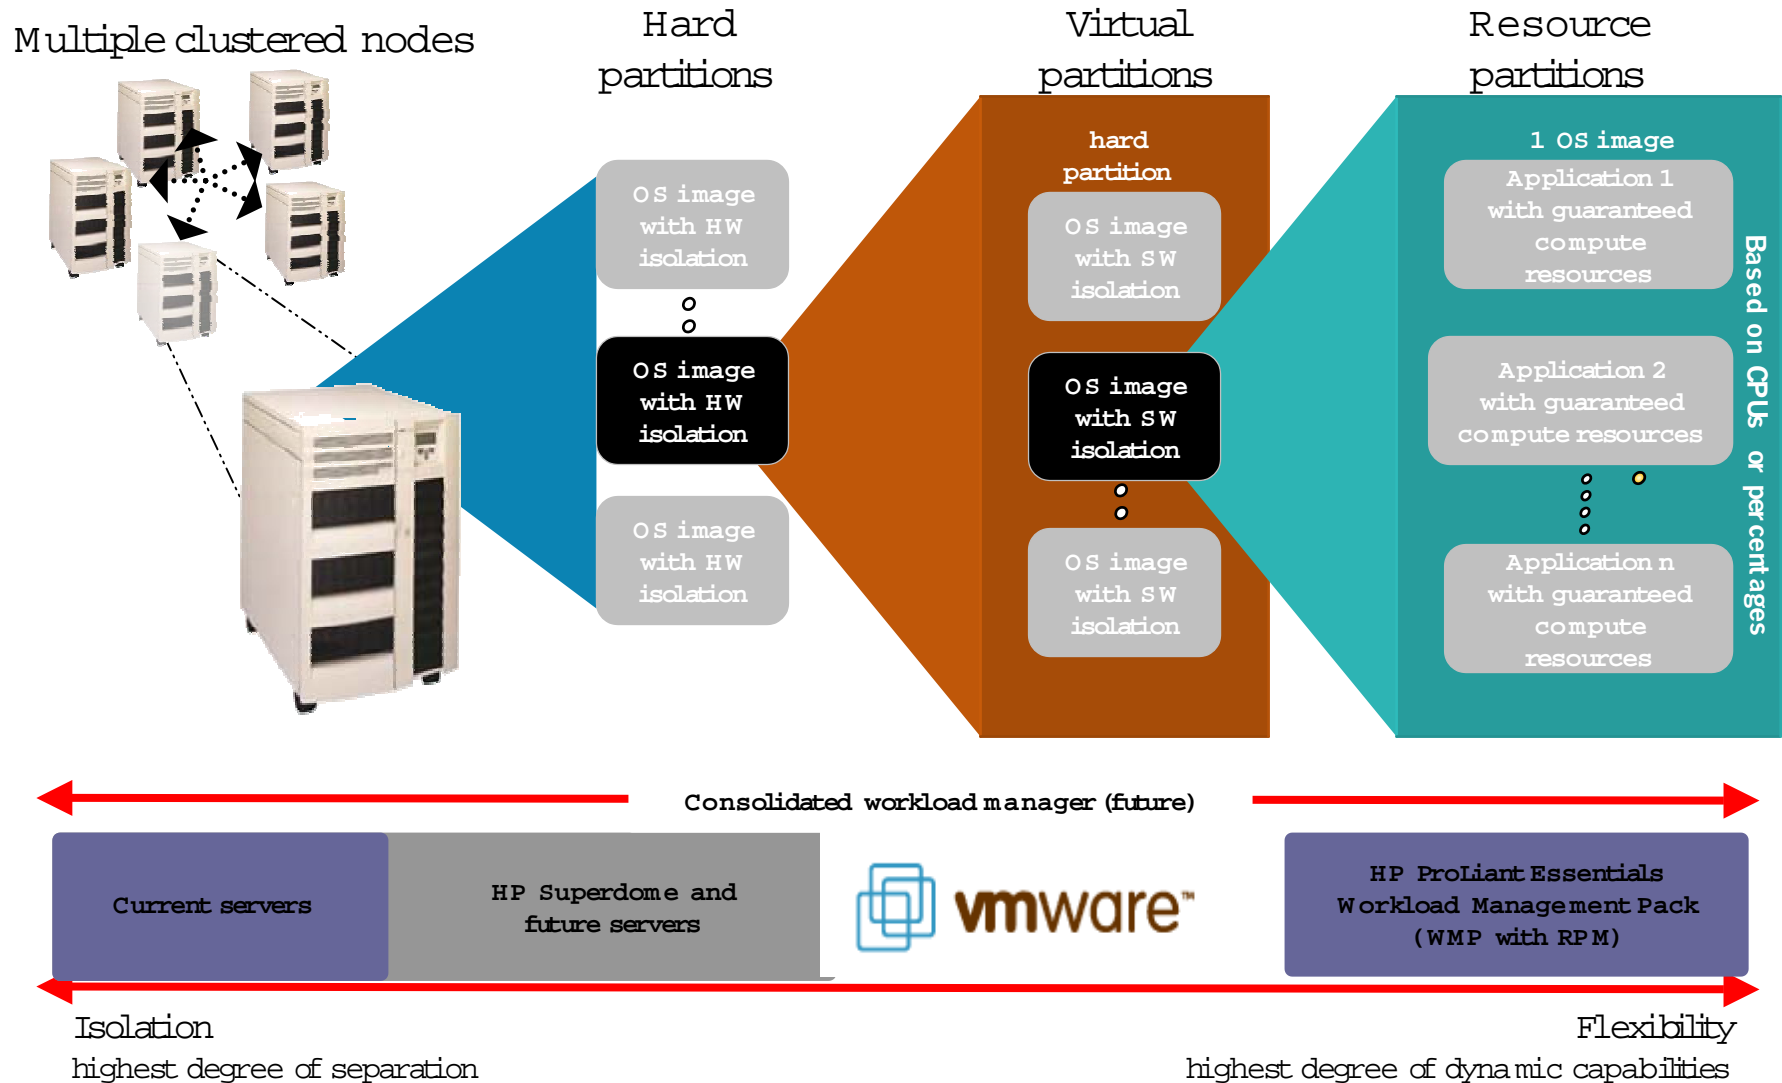 Multiple clustered nodes
Hard
partitions
Virtual
partitions
Resource
partitions
OS image
with HW
isolation
OS image
with HW
isolation
OS image
with HW
isolation
hard
partition
OS image
with SW
isolation
OS image
with SW
isolation
OS image
with SW
isolation
1 OS image
Application 1
with guaranteed
compute
resources
Application 2
with guaranteed
compute resources
Application n
with guaranteed
compute
resources
Based on CPUs or percentages
Consolidated workload manager (future)
Current servers
HP Superdome and
future servers
vmware™
HP ProLiant Essentials
Workload Management Pack
(WMP with RPM)
Isolation
highest degree of separation
Flexibility
highest degree of dynamic capabilities